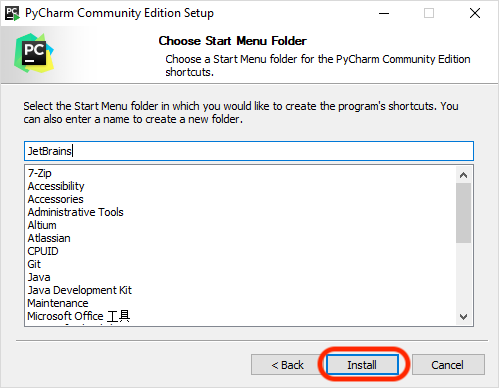 PyCharm Community Edition Setup
PC
Choose Start Menu Folder
Choose a Start Menu folder for the PyCharm Community Edition
shortcuts.
Select the Start Menu folder in which you would like to create the program's shortcuts. You
can also enter a name to create a new folder.
JetBrains
7-Zip
Accessibility
Accessories
Administrative Tools
Altium
Atlassian
CPUID
Git
Java
Java Development Kit
Maintenance
Microsoft Office 工具
< Back
Install
Cancel